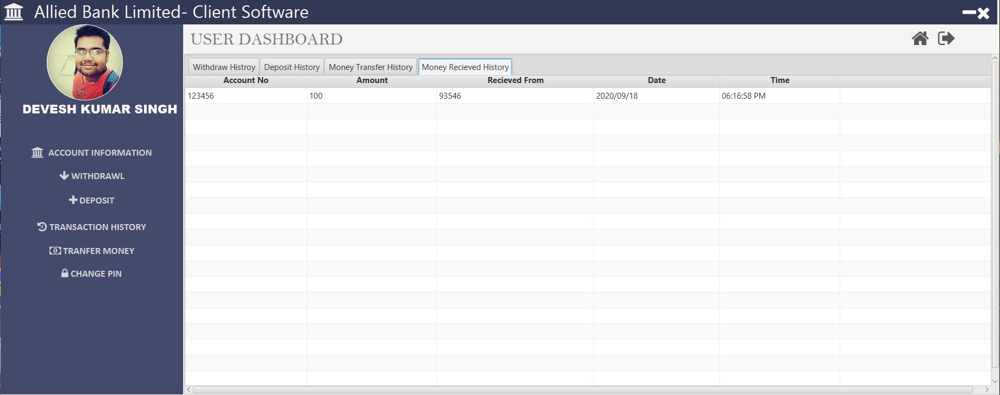 Allied Bank Limited- Client Software
DEVESH KUMAR SINGH
ACCOUNT INFORMATION
WITHDRAWL
DEPOSIT
TRANSACTION HISTORY
TRANFER MONEY
CHANGE PIN
USER DASHBOARD
Withdraw Histroy Deposit History Money Transfer History Money Recieved History
Account No Amount Recieved From Date Time
123456 100 93546 2020/09/18 06:16:58 PM